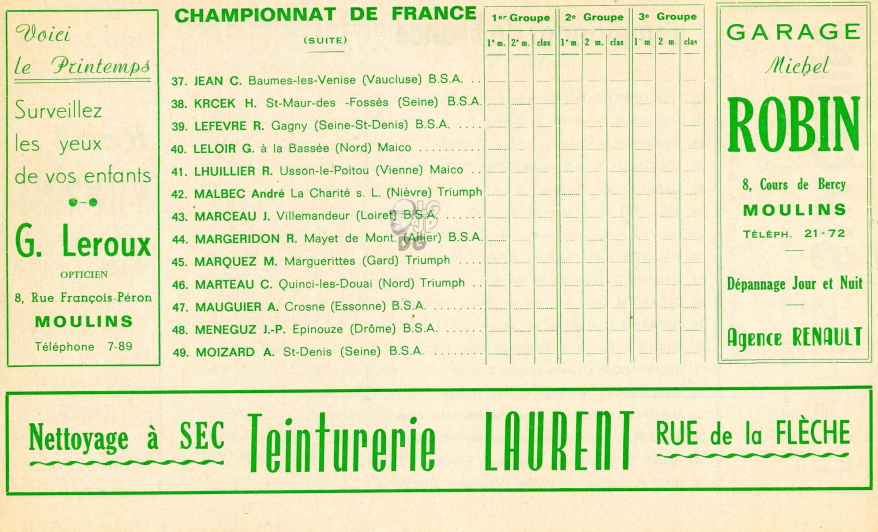 Voici
le Printemps
Surveillez
les yeux
de vos enfants
G. Leroux
OPTICIEN
8, Rue François-Péron
MOULINS
Téléphone 7-89
CHAMPIONNAT DE FRANCE
(SUITE)
1er Groupe 2e Groupe 3e Groupe
1e m. 2e m. clas 1e m 2 m. clas 1e m 2 m. clas
37. JEAN C. Baumes-les-Venise (Vaucluse) B.S.A. . .
38. KRCEK H. St-Maur-des -Fossés (Seine) B.S.A.
39. LEFEVRE R. Gagny (Seine-St-Denis) B.S.A. ....
40. LELOIR G. à la Bassée (Nord) Maico ..........
41. LHUILLIER R. Usson-le-Poitou (Vienne) Maico ..
42. MALBEC André La Charité s. L. (Nièvre) Triumph
43. MARCEAU J. Villemandeur (Loiret) B.S.A. ......
44. MARGERIDON R. Mayet de Mont. (Allier) B.S.A.
45. MARQUEZ M. Marguerittes (Gard) Triumph ....
46. MARTEAU C. Quinci-les-Douai (Nord) Triumph ..
47. MAUGUIER A. Crosne (Essonne) B.S.A. ........
48. MENEGUZ J.-P. Epinouze (Drôme) B.S.A. .......
49. MOIZARD A. St-Denis (Seine) B.S.A. ........
GARAGE
Michel
ROBIN
8, Cours de Bercy
MOULINS
TÉLÉPH. 21-72
Dépannage Jour et Nuit
Agence RENAULT
Nettoyage à SEC Teinturerie LAURENT RUE de la FLÈCHE